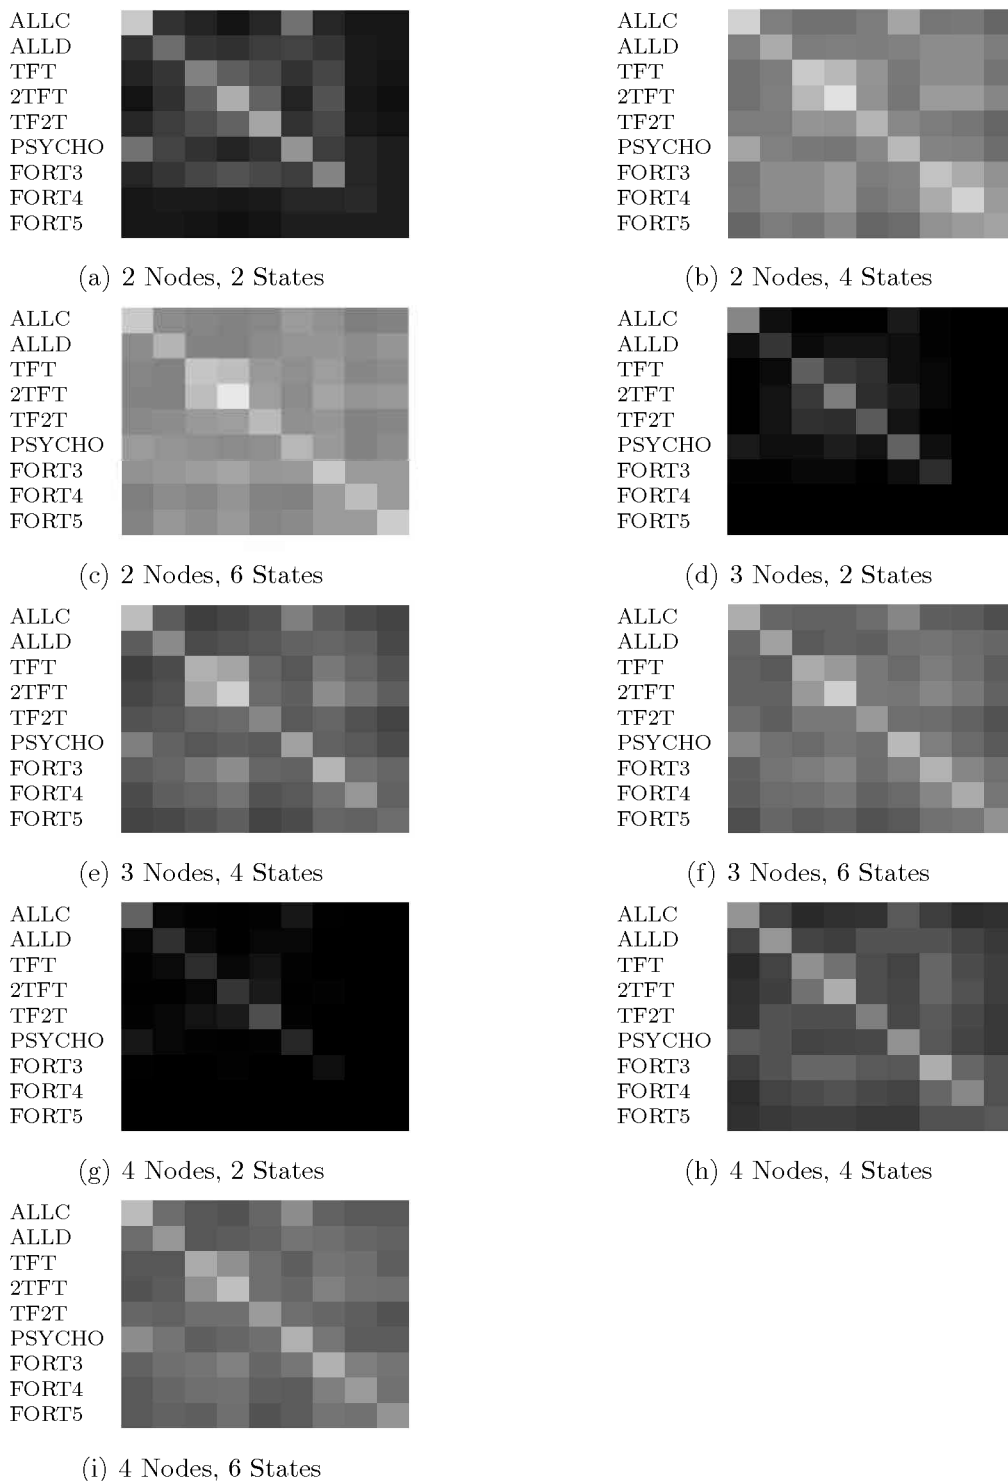 ALLC
ALLD
TFT
2TFT
TF2T
PSYCHO
FORT3
FORT4
FORT5
(a) 2 Nodes, 2 States
ALLC
ALLD
TFT
2TFT
TF2T
PSYCHO
FORT3
FORT4
FORT5
(b) 2 Nodes, 4 States
ALLC
ALLD
TFT
2TFT
TF2T
PSYCHO
FORT3
FORT4
FORT5
(c) 2 Nodes, 6 States
ALLC
ALLD
TFT
2TFT
TF2T
PSYCHO
FORT3
FORT4
FORT5
(d) 3 Nodes, 2 States
ALLC
ALLD
TFT
2TFT
TF2T
PSYCHO
FORT3
FORT4
FORT5
(e) 3 Nodes, 4 States
ALLC
ALLD
TFT
2TFT
TF2T
PSYCHO
FORT3
FORT4
FORT5
(f) 3 Nodes, 6 States
ALLC
ALLD
TFT
2TFT
TF2T
PSYCHO
FORT3
FORT4
FORT5
(g) 4 Nodes, 2 States
ALLC
ALLD
TFT
2TFT
TF2T
PSYCHO
FORT3
FORT4
FORT5
(h) 4 Nodes, 4 States
ALLC
ALLD
TFT
2TFT
TF2T
PSYCHO
FORT3
FORT4
FORT5
(i) 4 Nodes, 6 States